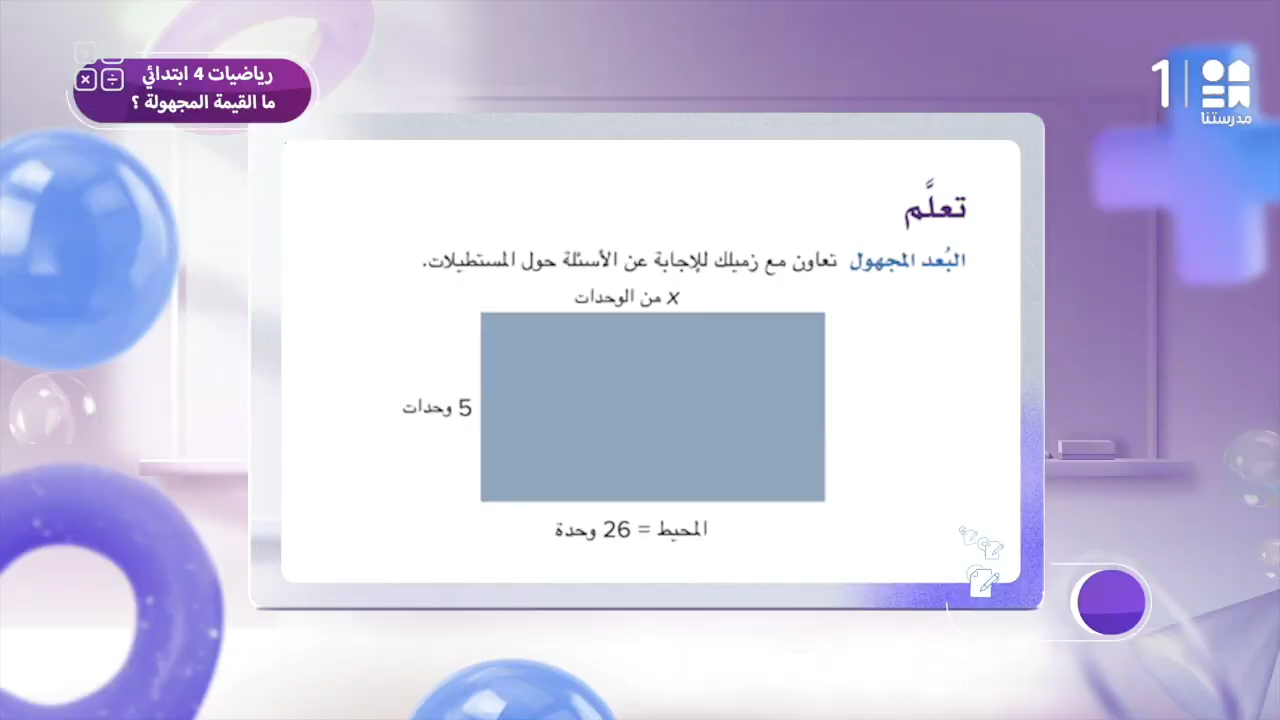 رياضيات 4 ابتدائي
ما القيمة المجهولة ؟
1
مدرستنا
تعلَّم
البُعد المجهول تعاون مع زميلك للإجابة عن الأسئلة حول المستطيلات.
x من الوحدات
5 وحدات
المحيط = 26 وحدة